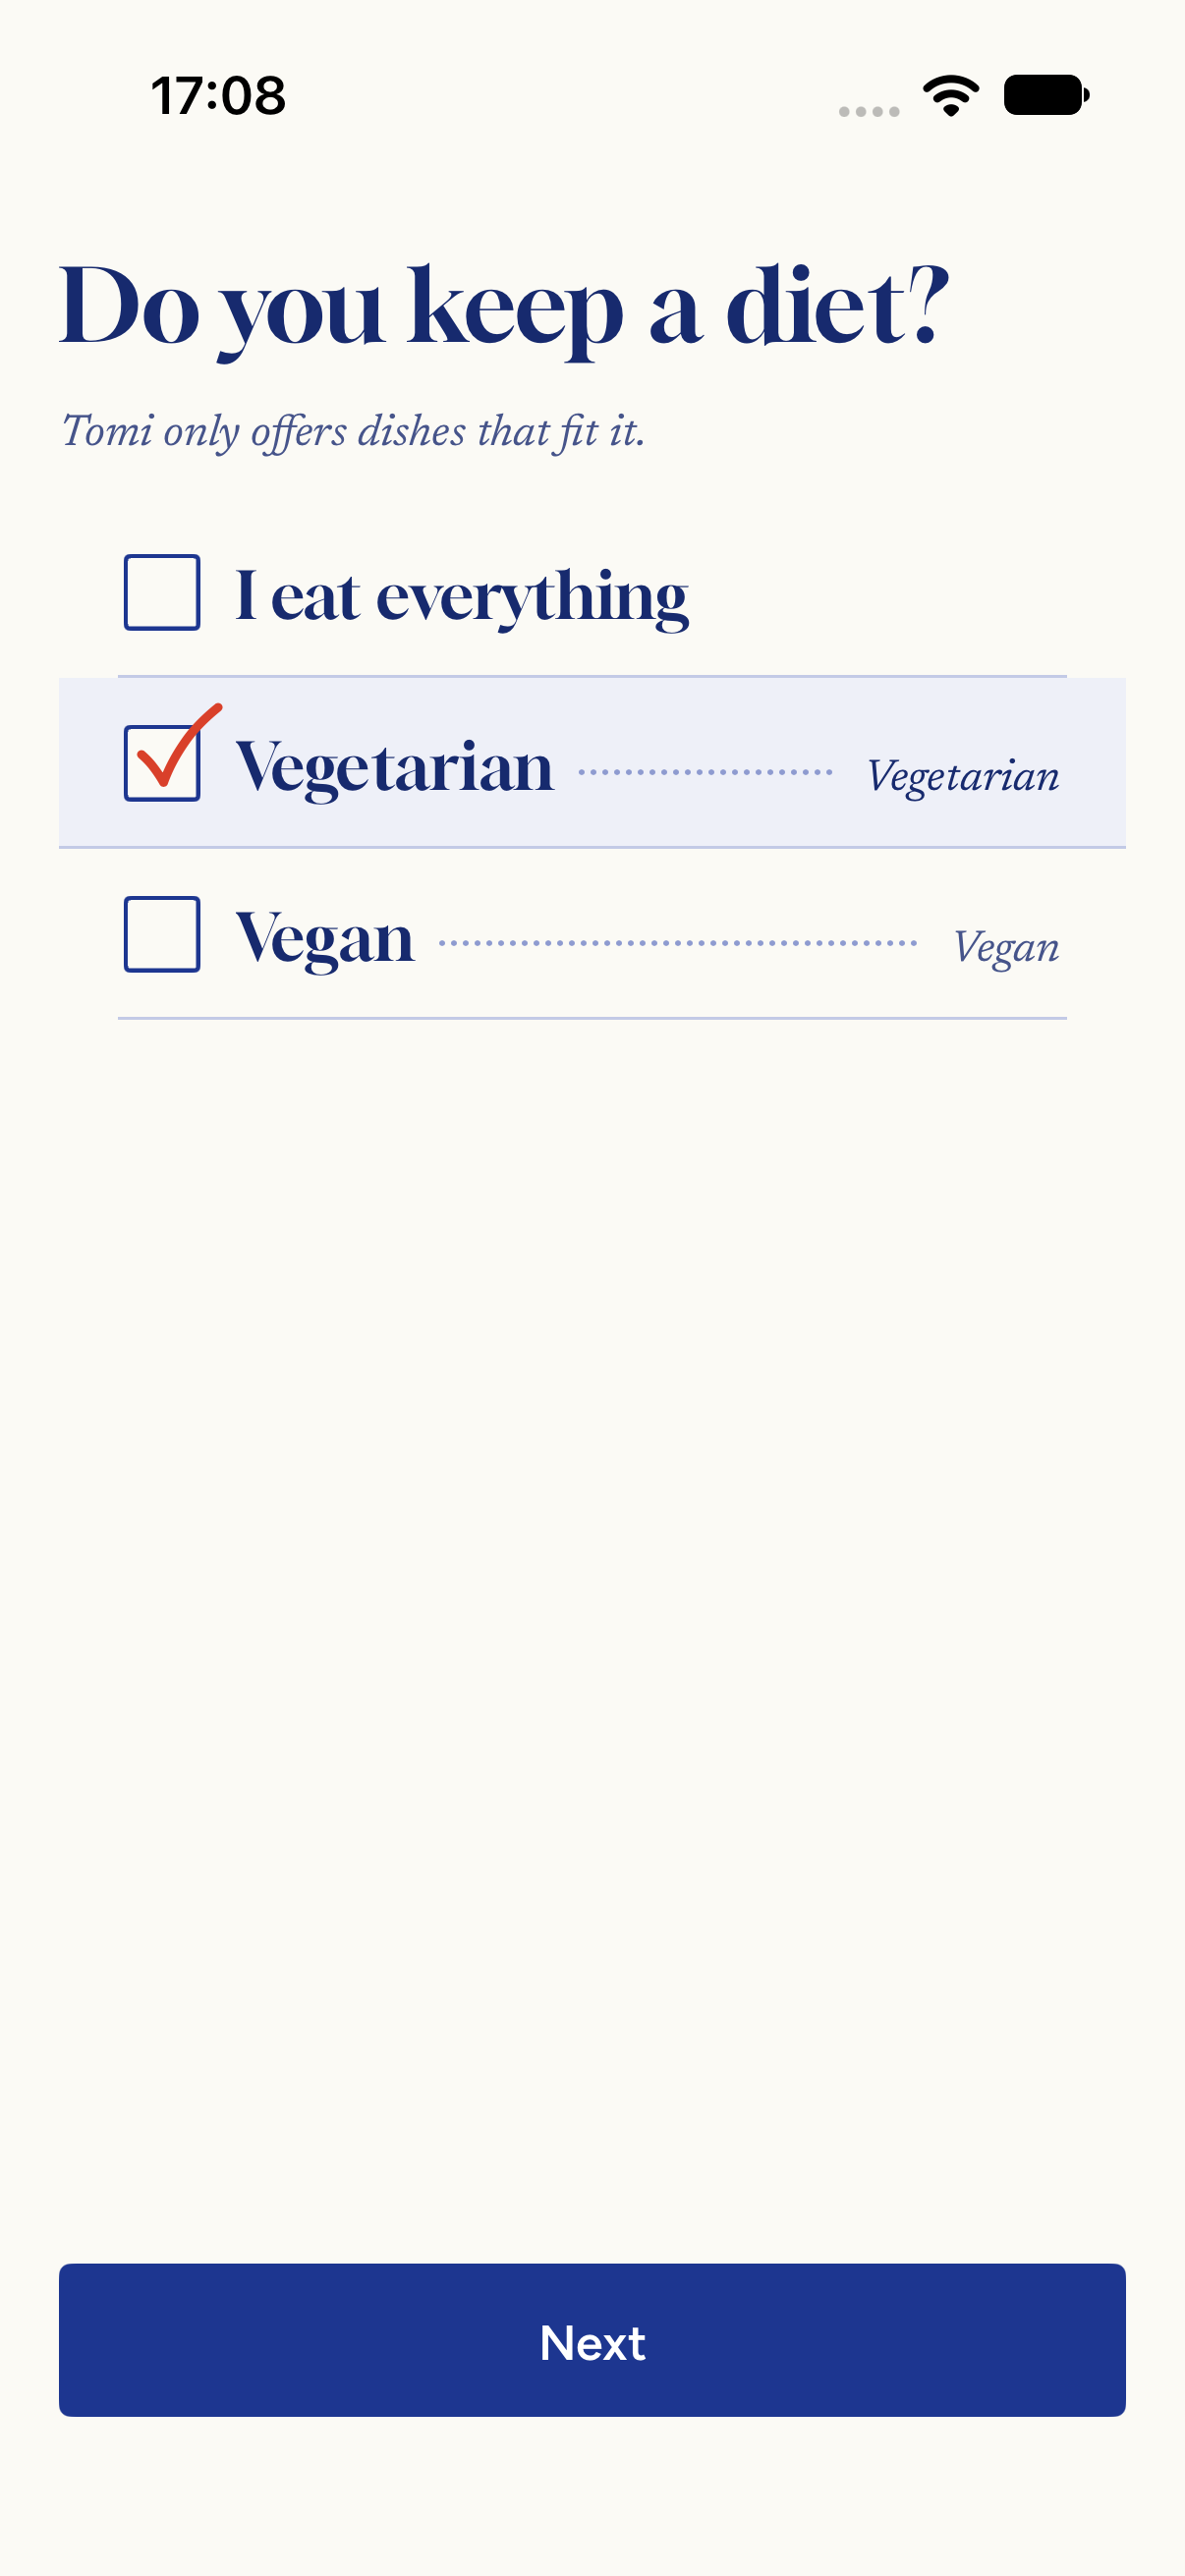 17:08
Do you keep a diet?
Tomi only offers dishes that fit it.
I eat everything
Vegetarian Vegetarian
Vegan Vegan
Next